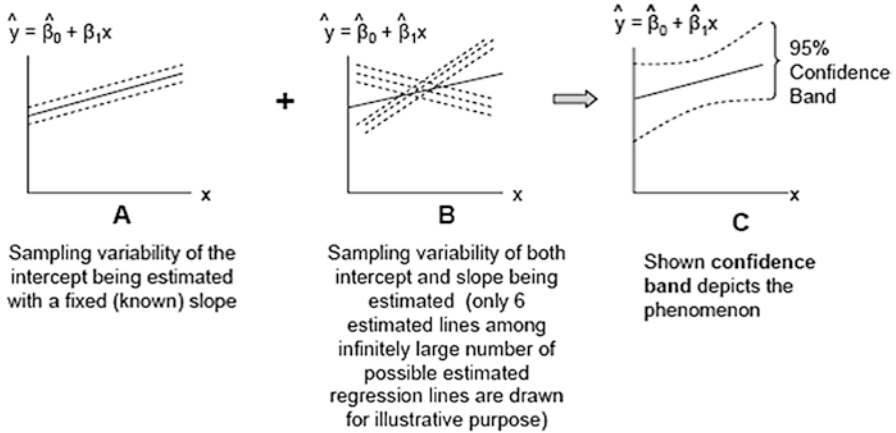 ŷ = β̂₀ + β₁x
x
A
Sampling variability of the
intercept being estimated
with a fixed (known) slope
+
ŷ = β̂₀ + β̂₁x
x
B
Sampling variability of both
intercept and slope being
estimated (only 6
estimated lines among
infinitely large number of
possible estimated
regression lines are drawn
for illustrative purpose)
ŷ = β̂₀ + β̂₁x
95%
Confidence
Band
x
C
Shown confidence
band depicts the
phenomenon